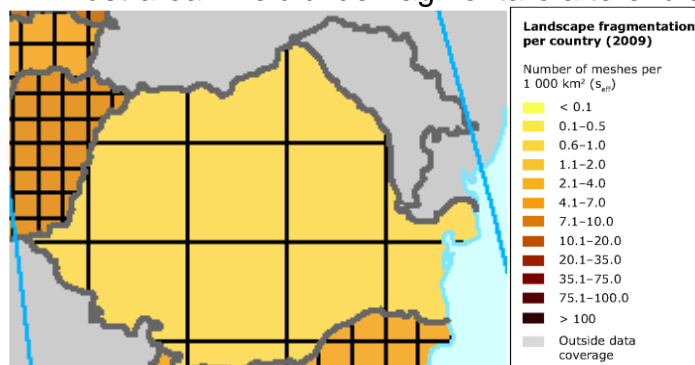 Landscape fragmentation
per country (2009)
Number of meshes per
1 000 km² (s_eff)
< 0.1
0.1–0.5
0.6–1.0
1.1–2.0
2.1–4.0
4.1–7.0
7.1–10.0
10.1–20.0
20.1–35.0
35.1–75.0
75.1–100.0
> 100
Outside data
coverage